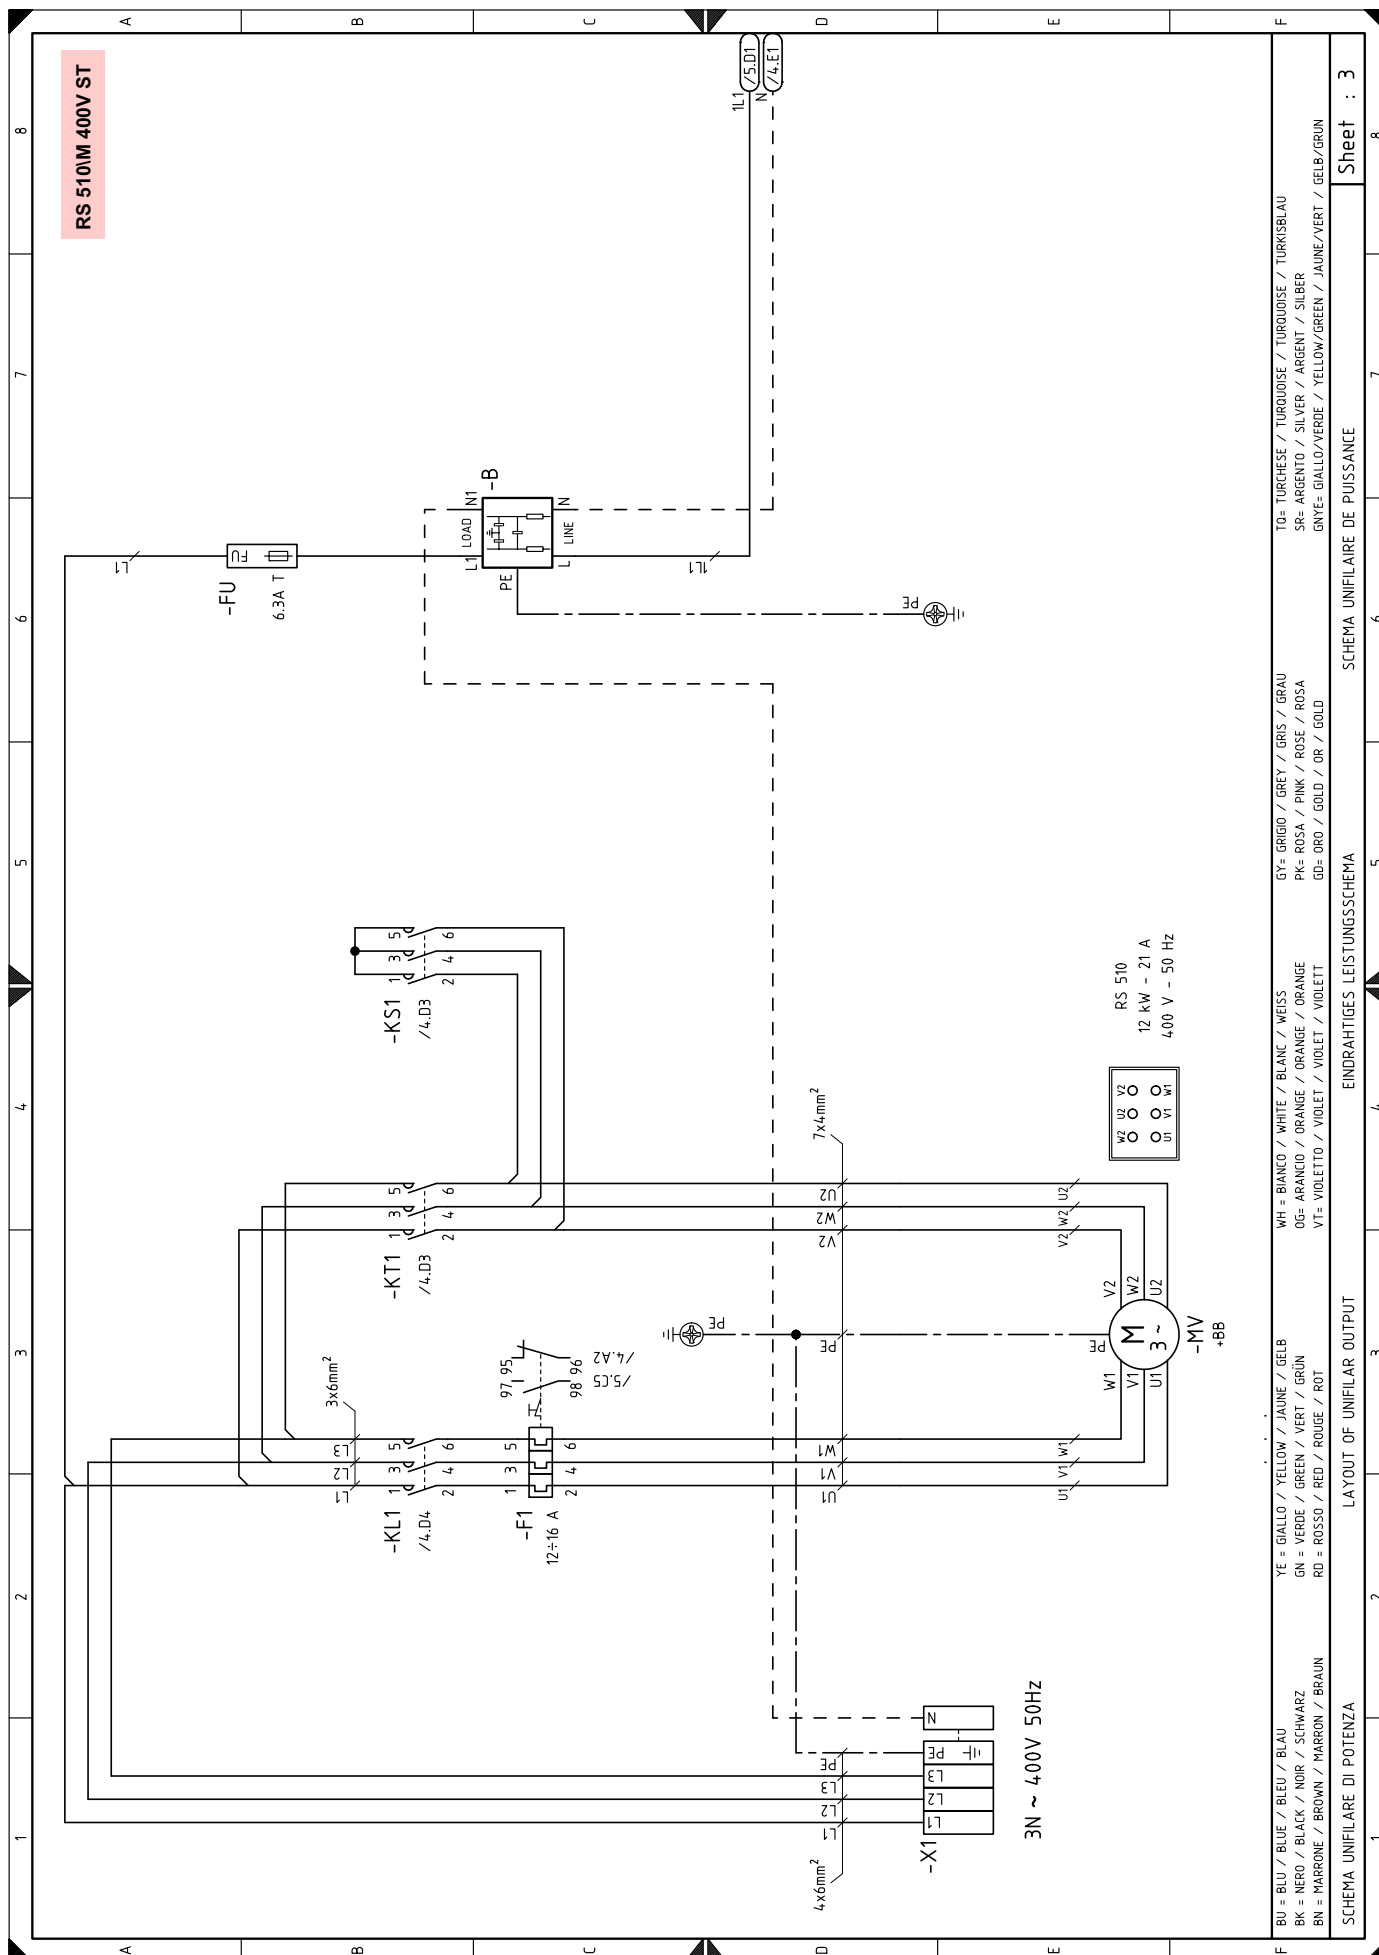 RS 510\M 400V ST
1 2 3 4 5 6 7 8
A B C D E F
L1
FU
-FU
6.3A T
L1 LOAD N1
-B
PE
L LINE N
1L1
PE
1L1 /5.D1
N /4.E1
3x6mm²
L1 L2 L3
-KL1
/4.D4
1 3 5
2 4 6
-F1
12÷16 A
1 3 5
2 4 6
97 95
98 96
/5.C5 /4.A2
-KT1
/4.D3
1 3 5
2 4 6
-KS1
/4.D3
1 3 5
2 4 6
PE
7x4mm²
U1 V1 W1 PE V2 W2 U2
U1 V1 W1 V2 W2 U2
W1 V1 U1 PE V2 W2 U2
M
3 ~
-MV
+BB
W2 U2 V2
U1 V1 W1
RS 510
12 kW - 21 A
400 V - 50 Hz
4x6mm²
L1 L2 L3 PE
-X1
L1 L2 L3 PE N
3N ~ 400V 50Hz
BU = BLU / BLUE / BLEU / BLAU
BK = NERO / BLACK / NOIR / SCHWARZ
BN = MARRONE / BROWN / MARRON / BRAUN
YE = GIALLO / YELLOW / JAUNE / GELB
GN = VERDE / GREEN / VERT / GRÜN
RD = ROSSO / RED / ROUGE / ROT
WH = BIANCO / WHITE / BLANC / WEISS
OG= ARANCIO / ORANGE / ORANGE / ORANGE
VT= VIOLETTO / VIOLET / VIOLET / VIOLETT
GY= GRIGIO / GREY / GRIS / GRAU
PK= ROSA / PINK / ROSE / ROSA
GD= ORO / GOLD / OR / GOLD
TQ= TURCHESE / TURQUOISE / TURQUOISE / TURKISBLAU
SR= ARGENTO / SILVER / ARGENT / SILBER
GNYE= GIALLO/VERDE / YELLOW/GREEN / JAUNE/VERT / GELB/GRUN
SCHEMA UNIFILARE DI POTENZA
LAYOUT OF UNIFILAR OUTPUT
EINDRAHTIGES LEISTUNGSSCHEMA
SCHEMA UNIFILAIRE DE PUISSANCE
Sheet : 3
1 2 3 4 5 6 7 8
A B C D E F